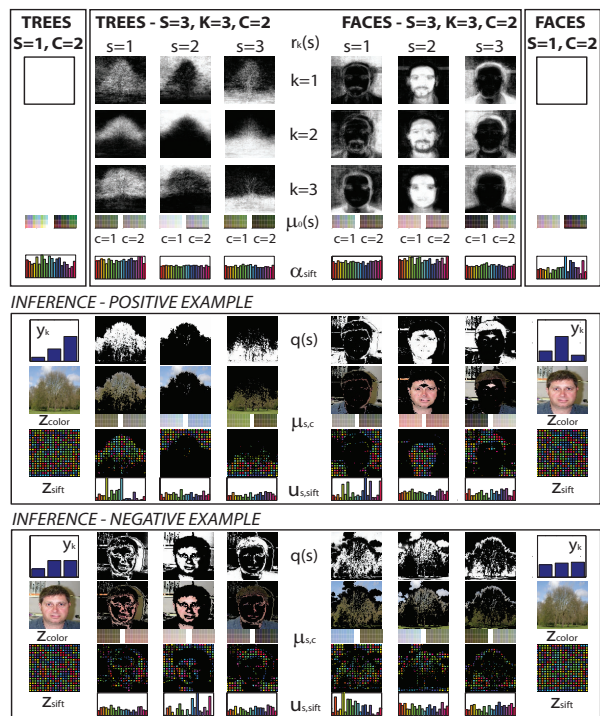 TREES
S=1, C=2
TREES - S=3, K=3, C=2
FACES - S=3, K=3, C=2
FACES
S=1, C=2
s=1 s=2 s=3 rk(s) s=1 s=2 s=3
k=1
k=2
k=3
μ0(s)
c=1 c=2 c=1 c=2 c=1 c=2 c=1 c=2 c=1 c=2 c=1 c=2
αsift
INFERENCE - POSITIVE EXAMPLE
yk q(s) yk
zcolor μs,c zcolor
zsift us,sift zsift
INFERENCE - NEGATIVE EXAMPLE
yk q(s) yk
zcolor μs,c zcolor
zsift us,sift zsift